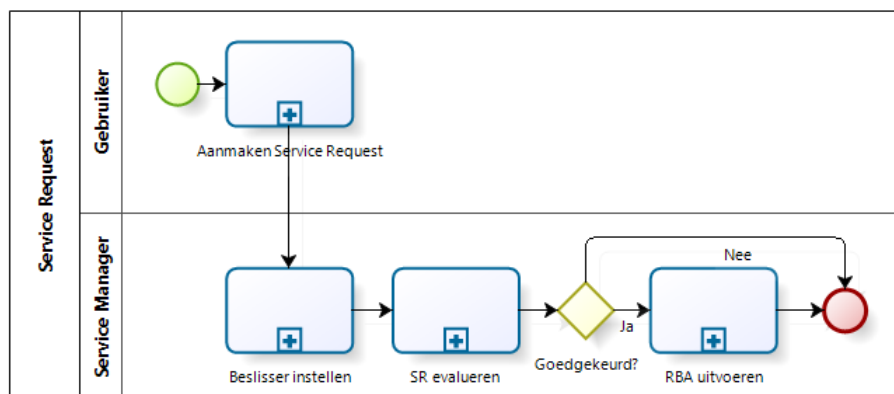 Service Request
Gebruiker
Aanmaken Service Request
Service Manager
Beslisser instellen
SR evalueren
Goedgekeurd?
Ja
Nee
RBA uitvoeren